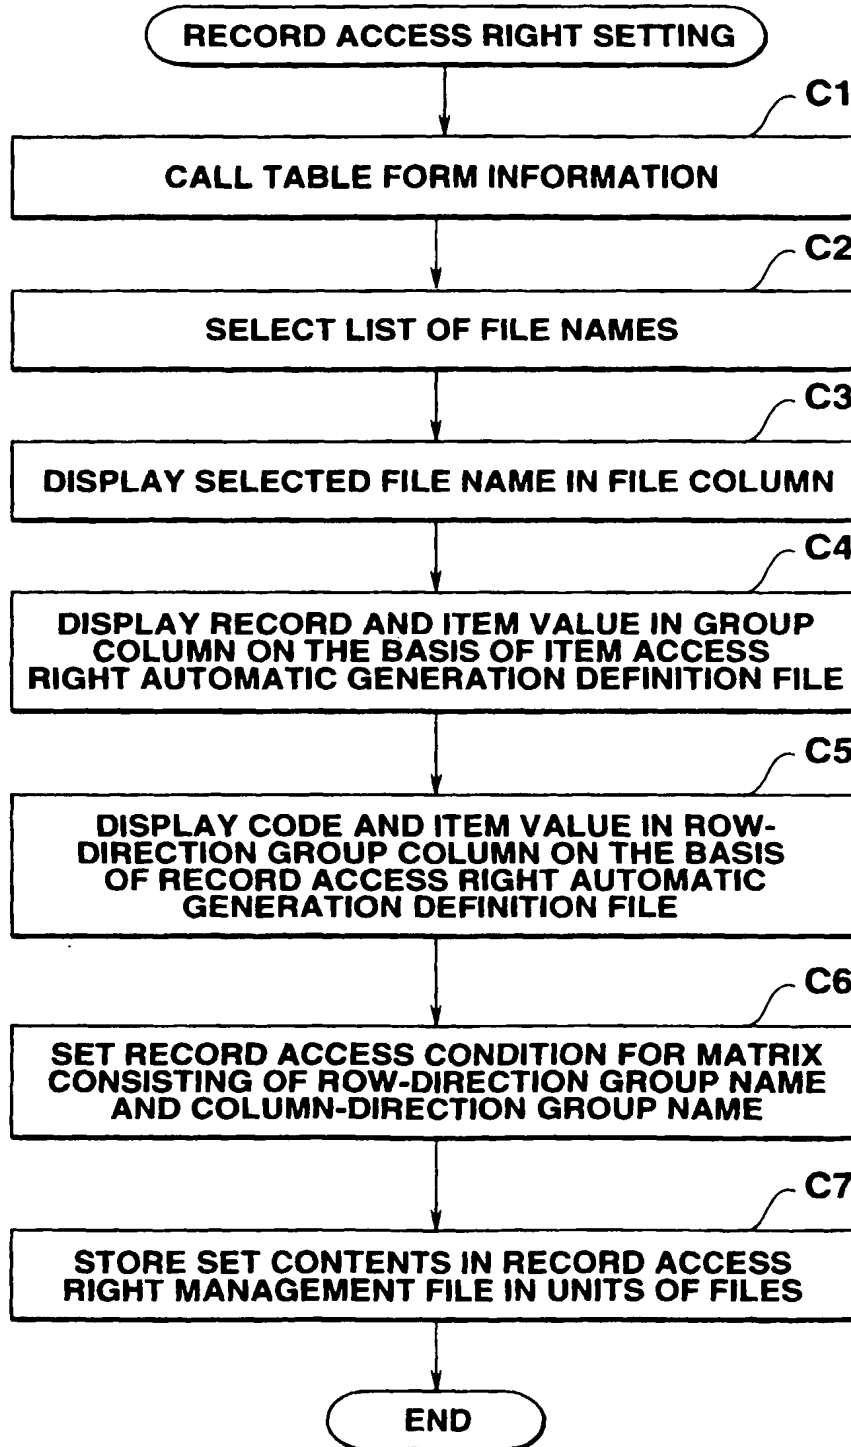 RECORD ACCESS RIGHT SETTING
C1
CALL TABLE FORM INFORMATION
C2
SELECT LIST OF FILE NAMES
C3
DISPLAY SELECTED FILE NAME IN FILE COLUMN
C4
DISPLAY RECORD AND ITEM VALUE IN GROUP
COLUMN ON THE BASIS OF ITEM ACCESS
RIGHT AUTOMATIC GENERATION DEFINITION FILE
C5
DISPLAY CODE AND ITEM VALUE IN ROW-
DIRECTION GROUP COLUMN ON THE BASIS
OF RECORD ACCESS RIGHT AUTOMATIC
GENERATION DEFINITION FILE
C6
SET RECORD ACCESS CONDITION FOR MATRIX
CONSISTING OF ROW-DIRECTION GROUP NAME
AND COLUMN-DIRECTION GROUP NAME
C7
STORE SET CONTENTS IN RECORD ACCESS
RIGHT MANAGEMENT FILE IN UNITS OF FILES
END